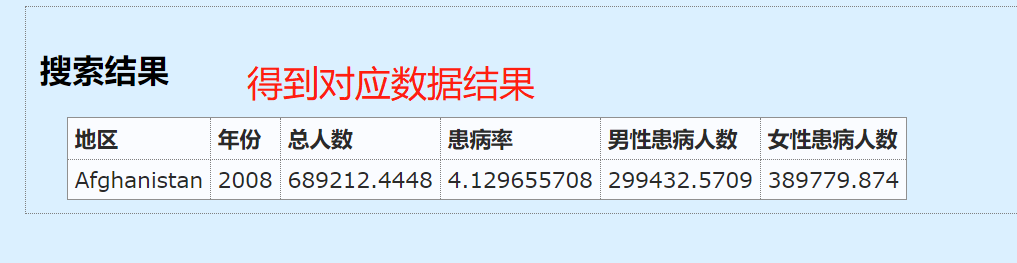 搜索结果
得到对应数据结果
地区 年份 总人数 患病率 男性患病人数 女性患病人数
Afghanistan 2008 689212.4448 4.129655708 299432.5709 389779.874